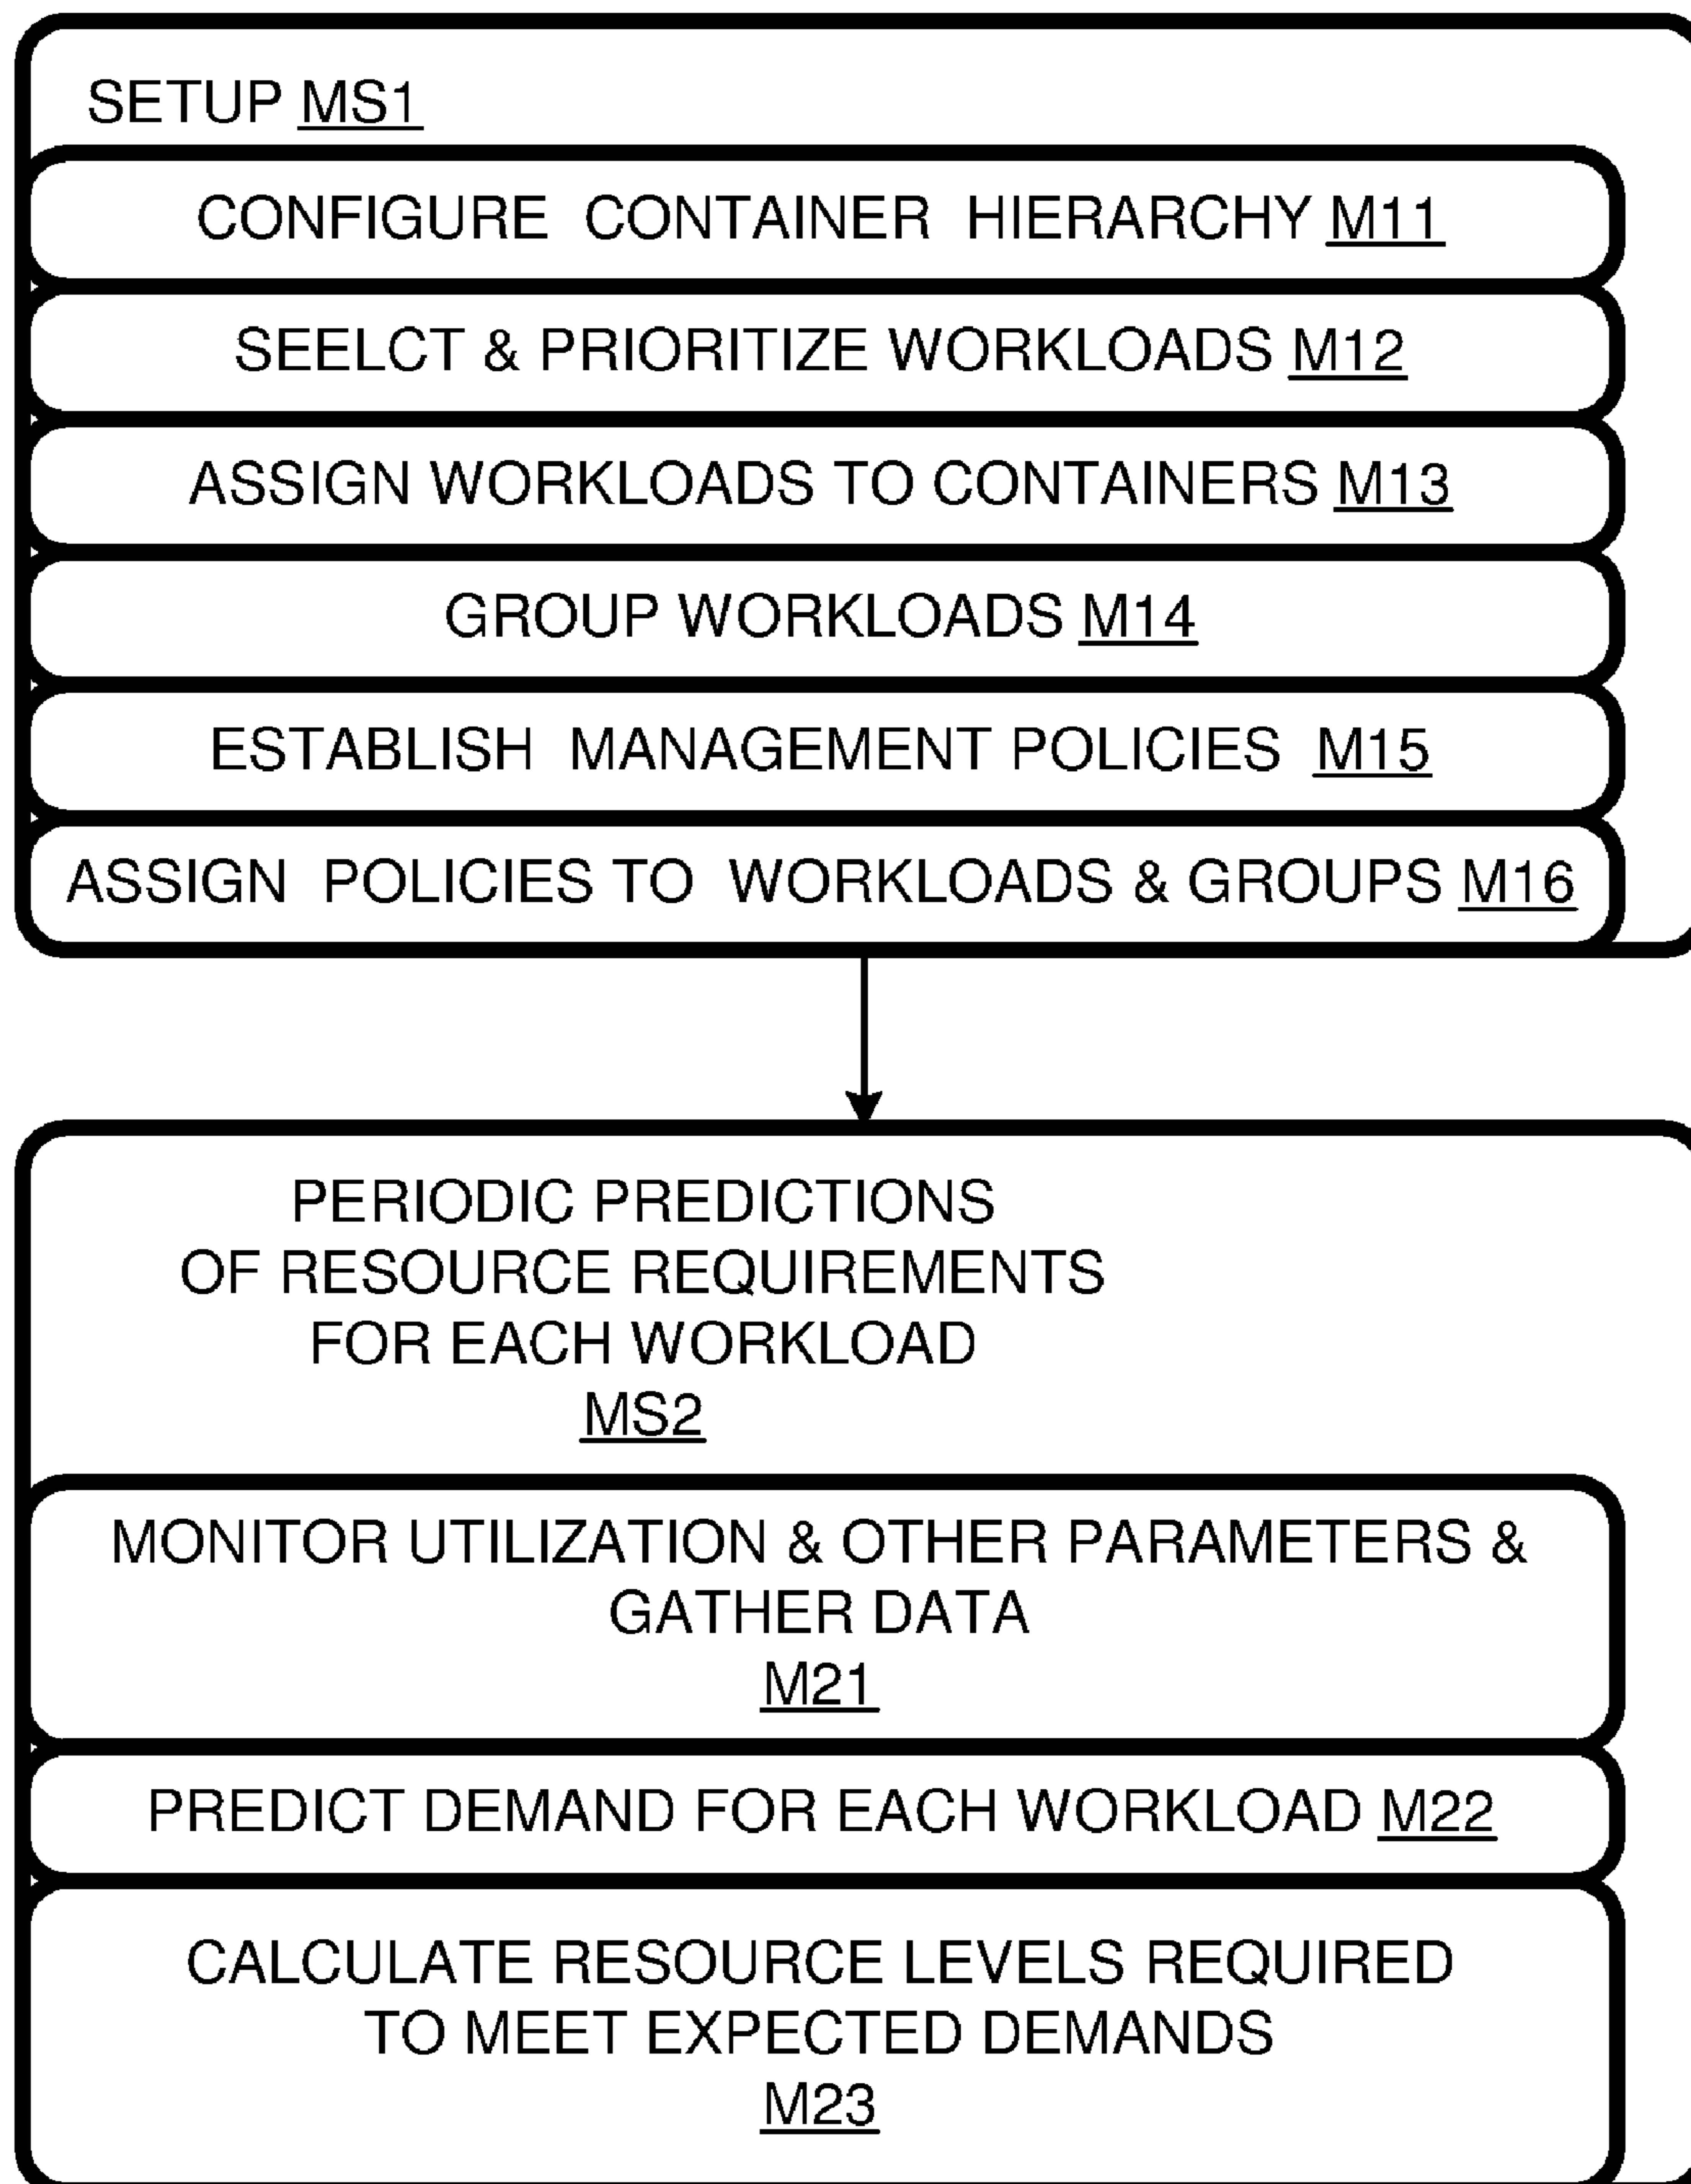 SETUP MS1
CONFIGURE CONTAINER HIERARCHY M11
SEELCT & PRIORITIZE WORKLOADS M12
ASSIGN WORKLOADS TO CONTAINERS M13
GROUP WORKLOADS M14
ESTABLISH MANAGEMENT POLICIES M15
ASSIGN POLICIES TO WORKLOADS & GROUPS M16
PERIODIC PREDICTIONS
OF RESOURCE REQUIREMENTS
FOR EACH WORKLOAD
MS2
MONITOR UTILIZATION & OTHER PARAMETERS &
GATHER DATA
M21
PREDICT DEMAND FOR EACH WORKLOAD M22
CALCULATE RESOURCE LEVELS REQUIRED
TO MEET EXPECTED DEMANDS
M23